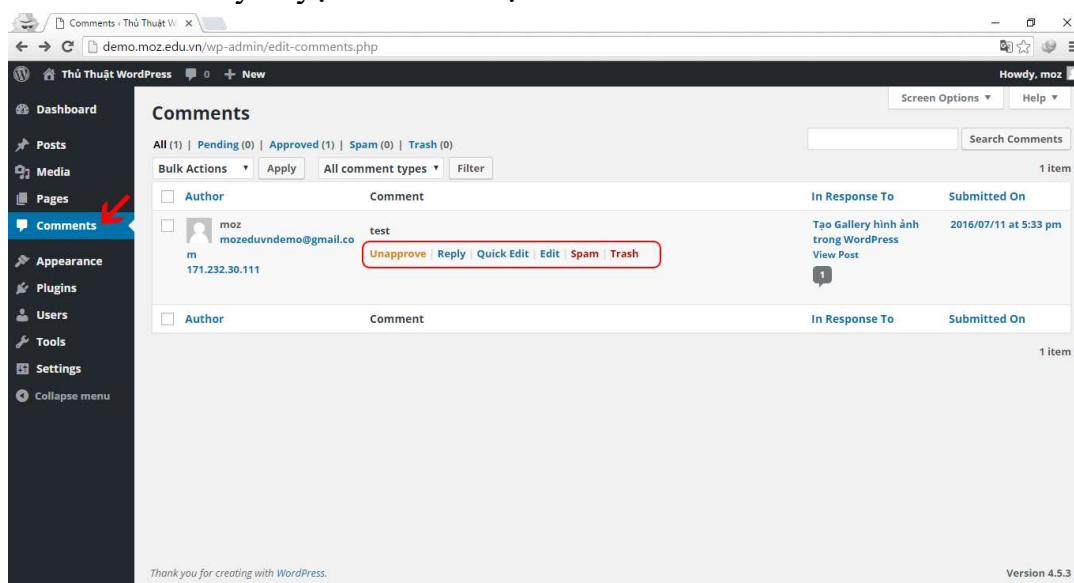 Comments ‹ Thủ Thuật W
demo.moz.edu.vn/wp-admin/edit-comments.php
Thủ Thuật WordPress 0 + New Howdy, moz
Screen Options ▼ Help ▼
Dashboard
Posts
Media
Pages
Comments
Appearance
Plugins
Users
Tools
Settings
Collapse menu
Comments
All (1) | Pending (0) | Approved (1) | Spam (0) | Trash (0)
Search Comments
Bulk Actions ▼ Apply All comment types ▼ Filter
1 item
Author Comment In Response To Submitted On
moz
mozeduvndemo@gmail.co
m
171.232.30.111
test
Unapprove | Reply | Quick Edit | Edit | Spam | Trash
Tạo Gallery hình ảnh
trong WordPress
View Post
1
2016/07/11 at 5:33 pm
Author Comment In Response To Submitted On
1 item
Thank you for creating with WordPress.
Version 4.5.3